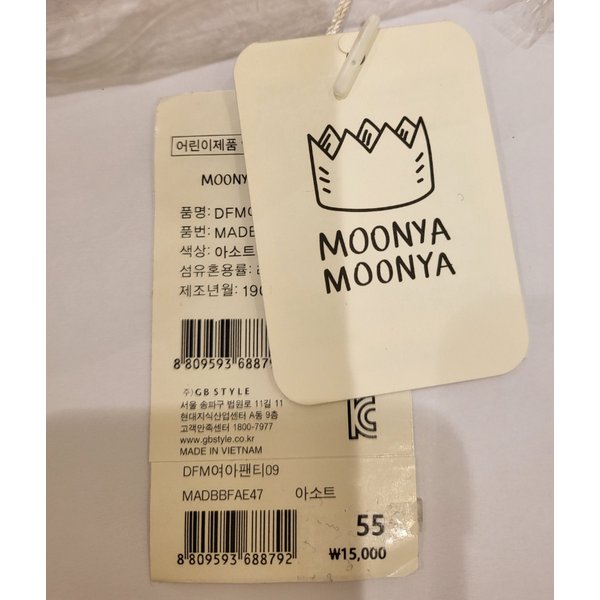 MOONYA
MOONYA
어린이제품
MOONY
품명: DFM
품번: MADB
색상: 아소트
섬유혼용률:
제조년월: 190
8 809593 68879
주) GB STYLE
서울 송파구 법원로 11길 11
현대지식산업센터 A동 9층
고객만족센터 1800-7977
www.gbstyle.co.kr
MADE IN VIETNAM
DFM여아팬티09
MADBBFAE47 아소트
8 809593 688792
55
₩15,000